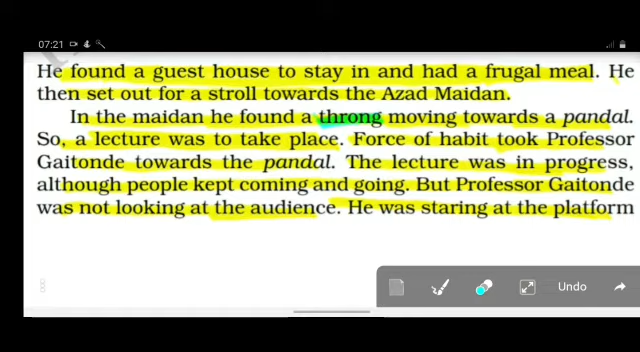 07:21
He found a guest house to stay in and had a frugal meal. He
then set out for a stroll towards the Azad Maidan.
In the maidan he found a throng moving towards a pandal.
So, a lecture was to take place. Force of habit took Professor
Gaitonde towards the pandal. The lecture was in progress,
although people kept coming and going. But Professor Gaitonde
was not looking at the audience. He was staring at the platform
Undo